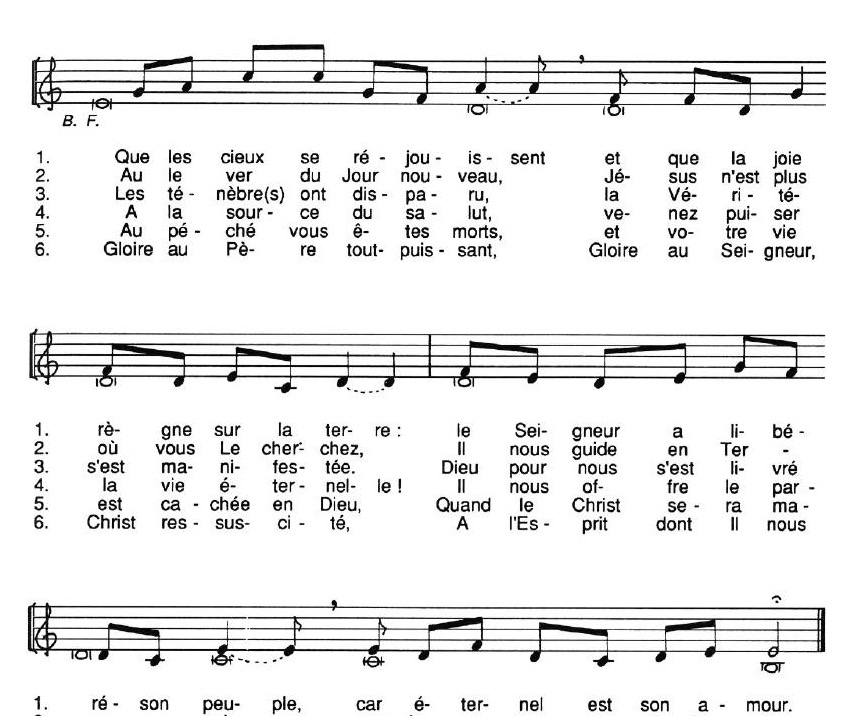 B. F.
1. Que les cieux se ré - jou - is - sent et que la joie
2. Au le ver du Jour nou - veau, Jé- sus n'est plus
3. Les té - nèbre(s) ont dis - pa - ru, la Vé- ri - té-
4. A la sour - ce du sa - lut, ve- nez pui- ser
5. Au pé - ché vous ê - tes morts, et vo- tre vie
6. Gloire au Pè- re tout- puis - sant, Gloire au Sei- gneur,
1. rè- gne sur la ter- re : le Sei- gneur a li- bé -
2. où vous Le cher- chez, Il nous guide en Ter -
3. s'est ma- ni- fes- tée. Dieu pour nous s'est li- vré
4. la vie é- ter- nel- le ! Il nous of- fre le par -
5. est ca - chée en Dieu, Quand le Christ se - ra ma -
6. Christ res - sus- ci - té, A l'Es - prit dont Il nous
1. ré - son peu- ple, car é- ter- nel est son a - mour.